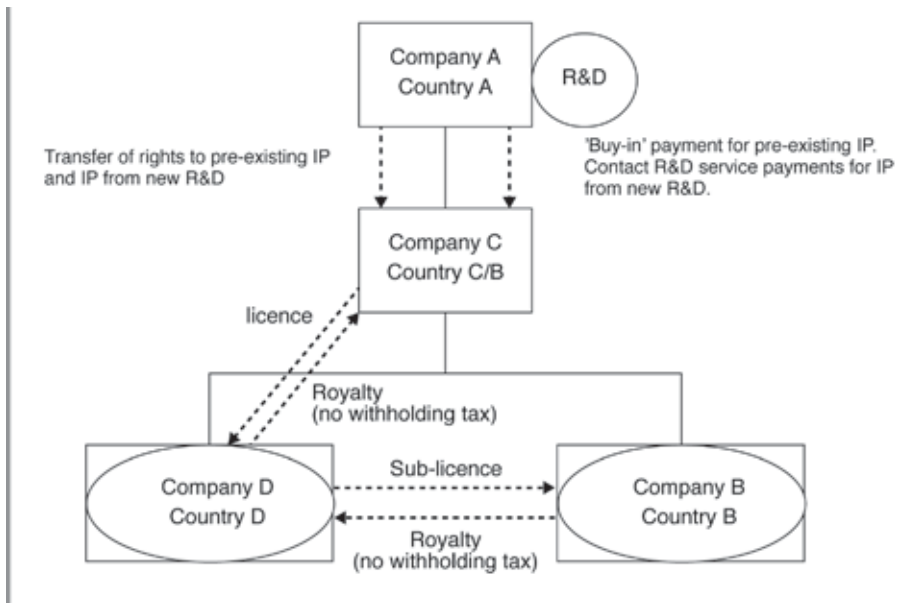 Company A
Country A
R&D
Transfer of rights to pre-existing IP
and IP from new R&D
'Buy-in' payment for pre-existing IP.
Contact R&D service payments for IP
from new R&D.
Company C
Country C/B
licence
Royalty
(no withholding tax)
Company D
Country D
Sub-licence
Company B
Country B
Royalty
(no withholding tax)